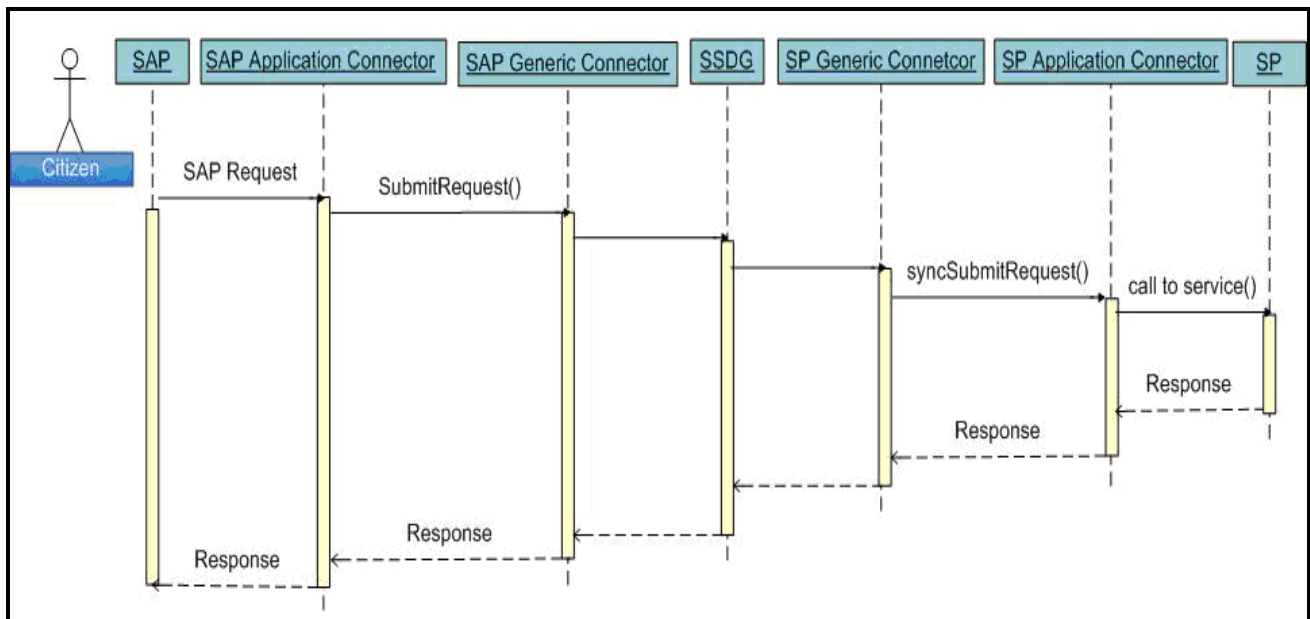 SAP
SAP Application Connector
SAP Generic Connector
SSDG
SP Generic Connetcor
SP Application Connector
SP
Citizen
SAP Request
SubmitRequest()
syncSubmitRequest()
call to service()
Response
Response
Response
Response